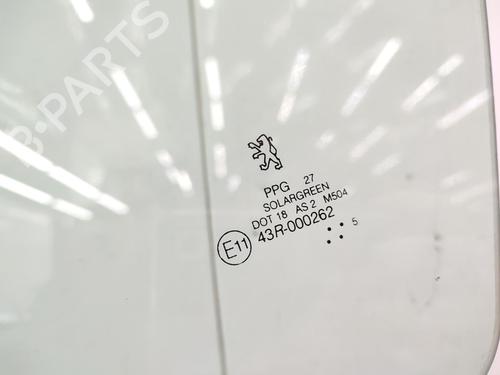 B-PARTS
PPG 27
SOLARGREEN
DOT 18 AS 2 M504
E11 43R-000262
5